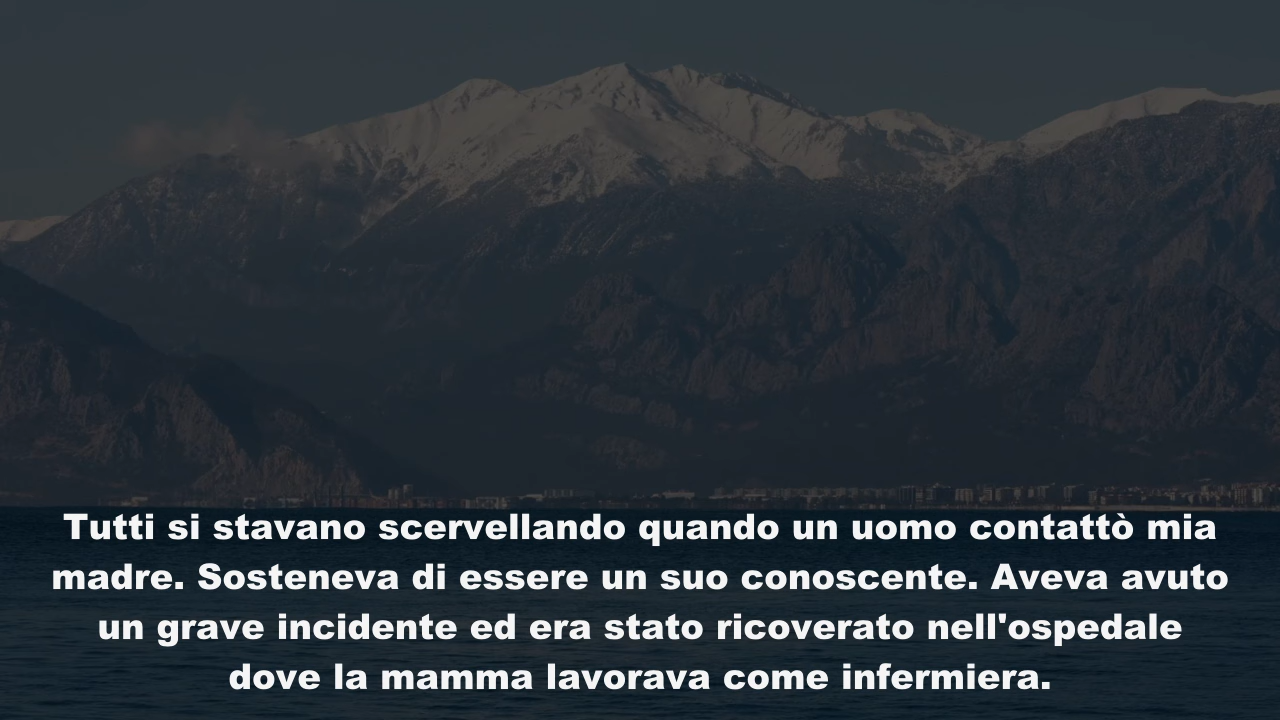 Tutti si stavano scervellando quando un uomo contattò mia
madre. Sosteneva di essere un suo conoscente. Aveva avuto
un grave incidente ed era stato ricoverato nell'ospedale
dove la mamma lavorava come infermiera.